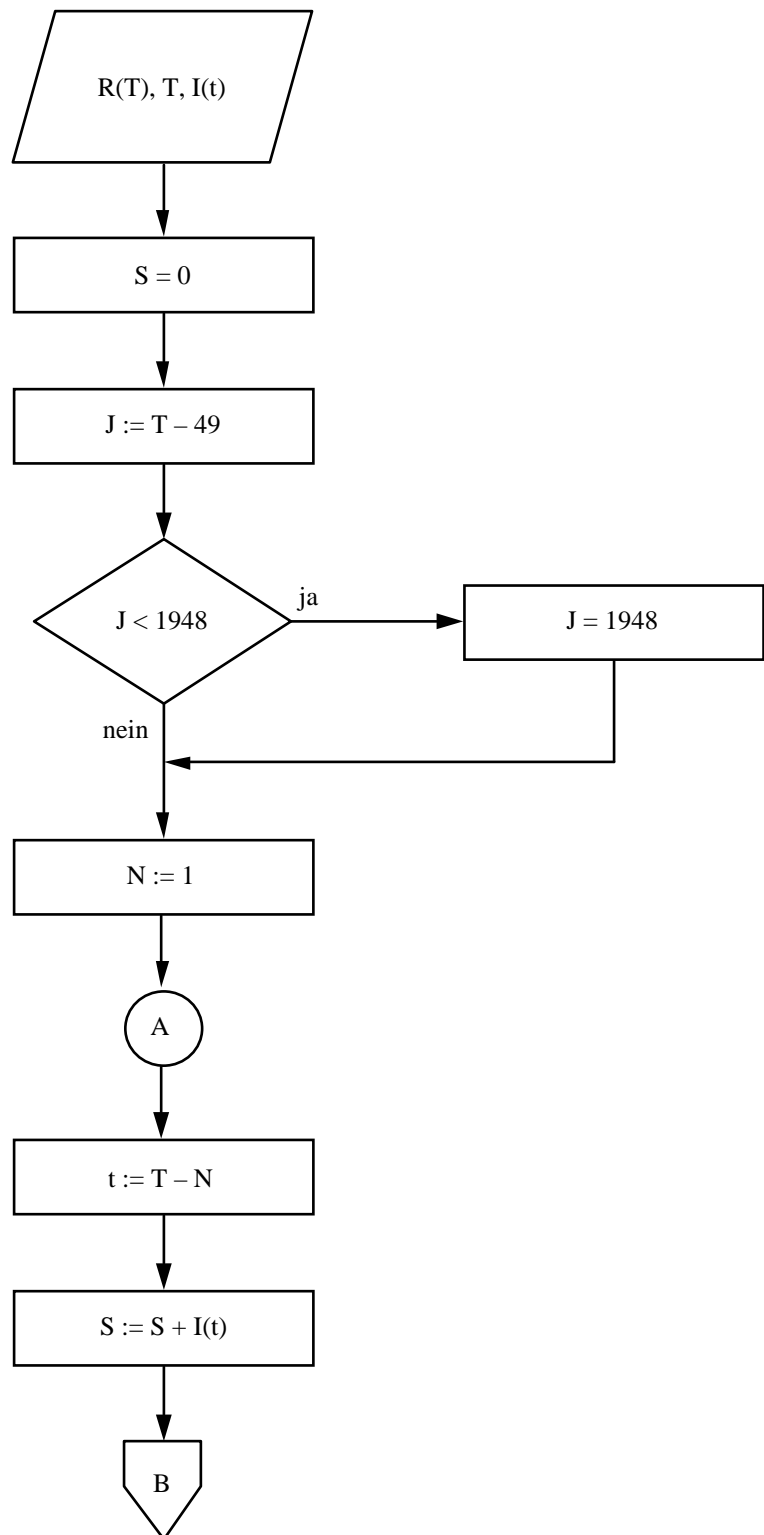 R(T), T, I(t)
S = 0
J := T – 49
J < 1948
ja
J = 1948
nein
N := 1
A
t := T – N
S := S + I(t)
B